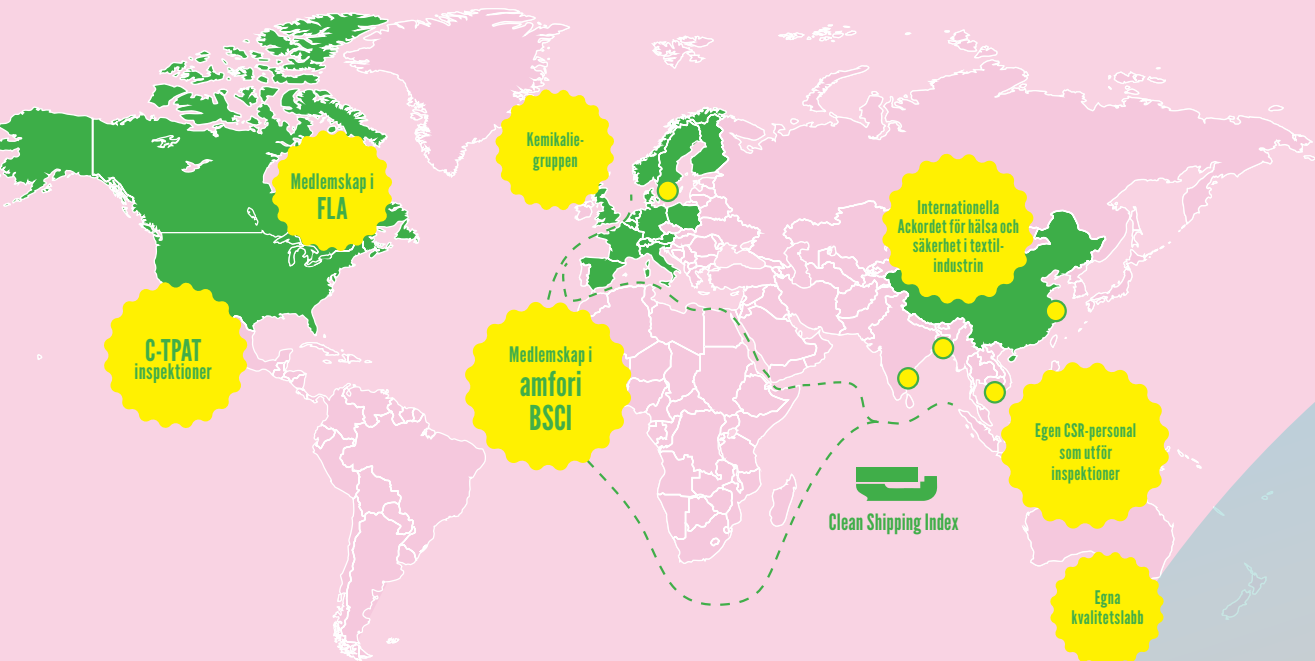 Kemikalie-
gruppen
Medlemskap i
FLA
Internationella
Ackordet för hälsa och
säkerhet i textil-
industrin
C-TPAT
inspektioner
Medlemskap i
amfori
BSCI
Egen CSR-personal
som utför
inspektioner
Clean Shipping Index
Egna
kvalitetslabb